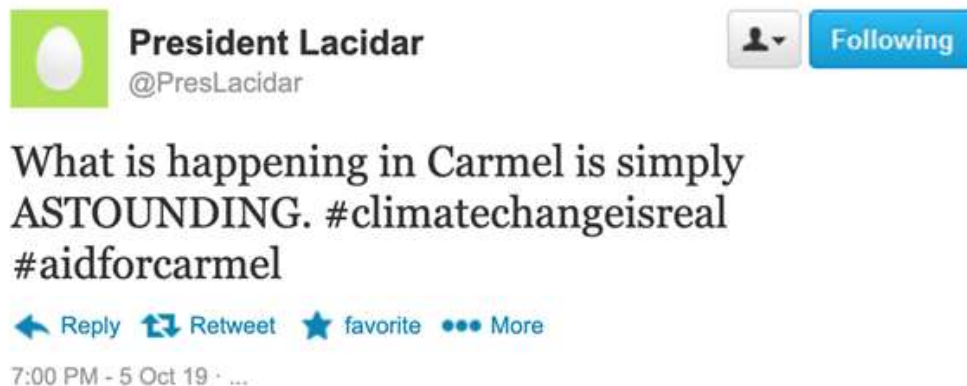 President Lacidar
Following
@PresLacidar
What is happening in Carmel is simply
ASTOUNDING. #climatechangeisreal
#aidforcarmel
Reply Retweet favorite More
7:00 PM - 5 Oct 19 · ...